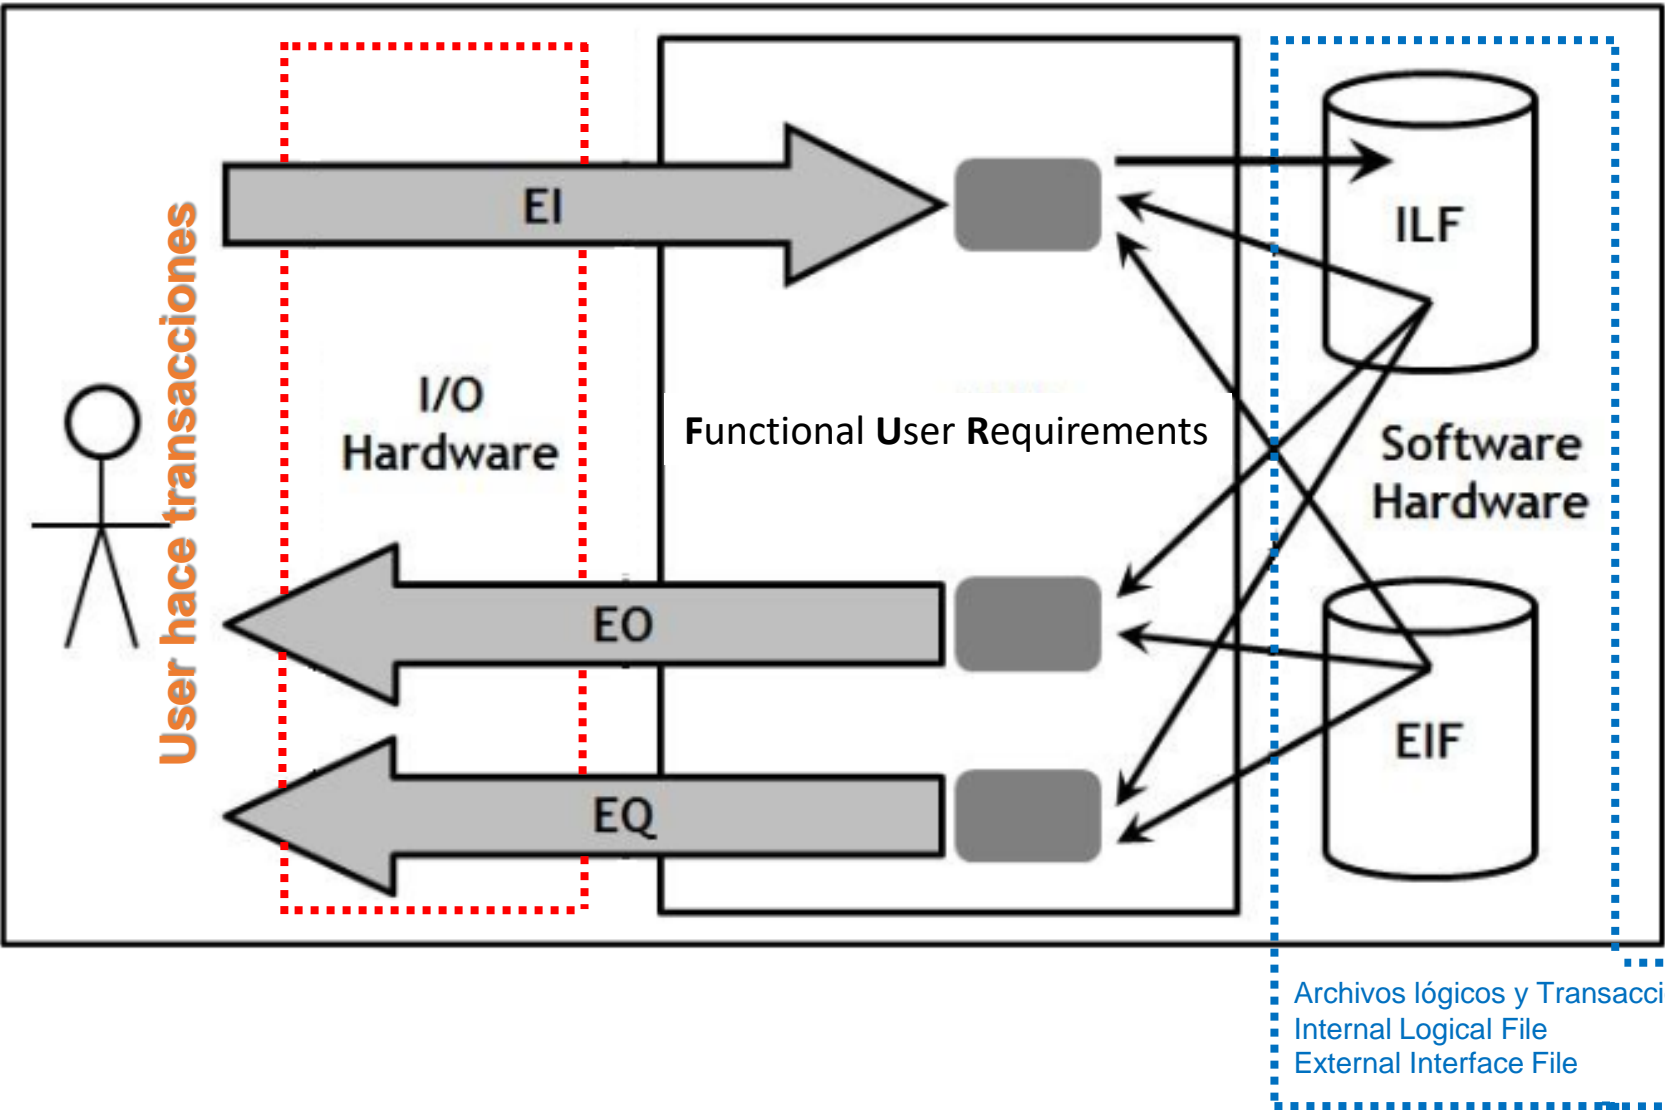 User hace transacciones
EI
ILF
I/O
Hardware
Functional User Requirements
Software
Hardware
EO
EIF
EQ
Archivos lógicos y Transacci
Internal Logical File
External Interface File